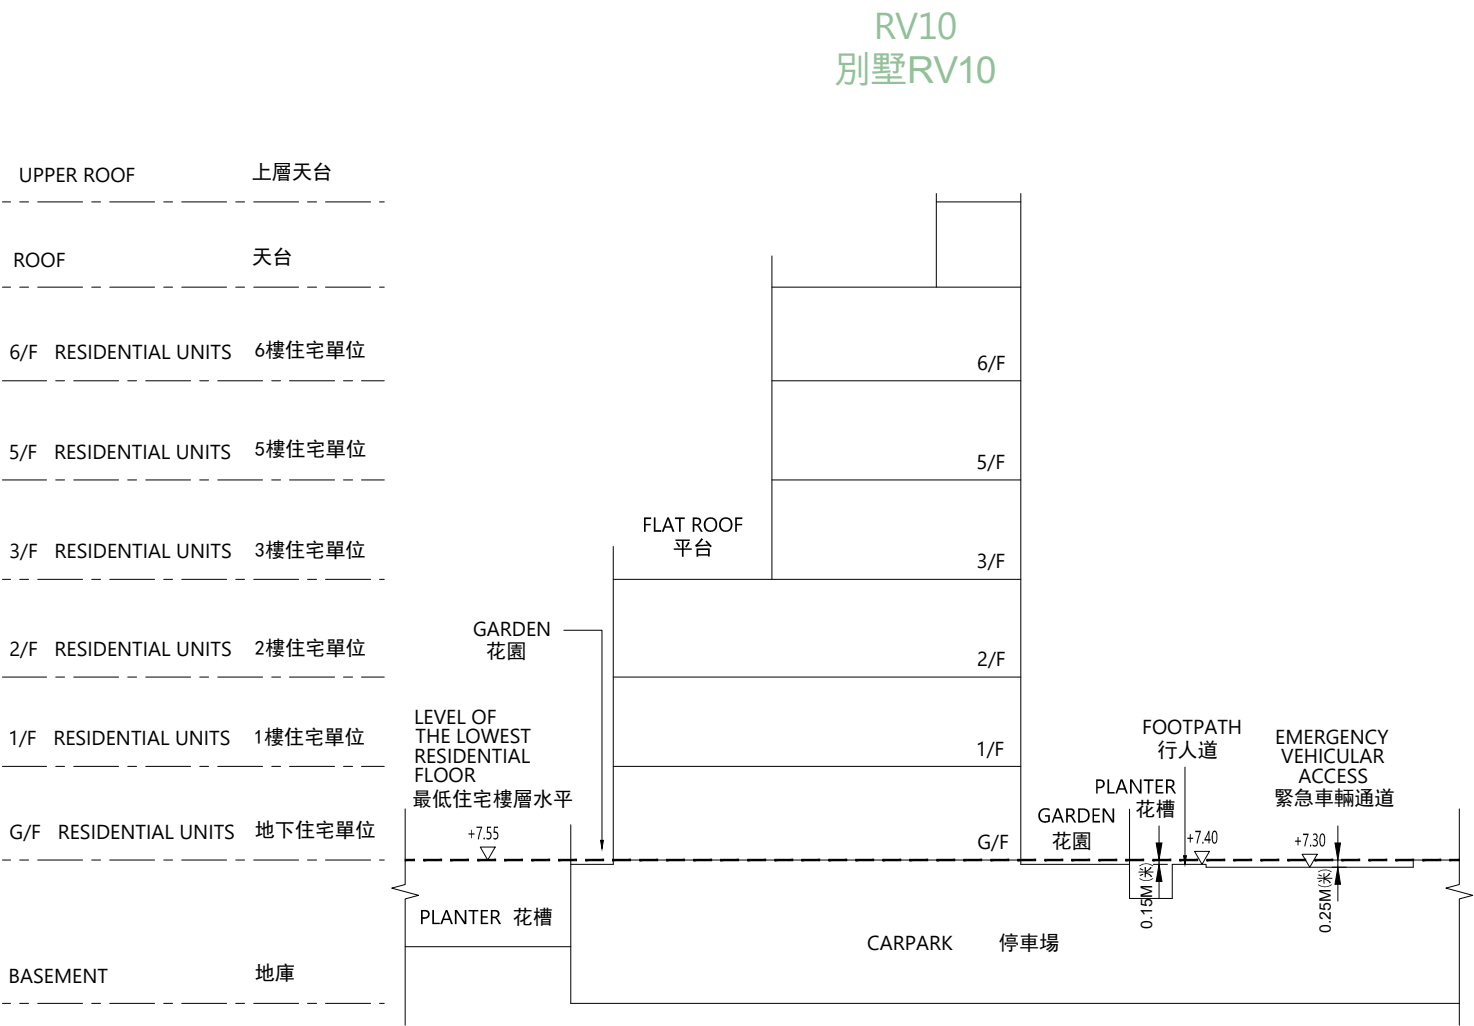 RV10
別墅RV10
UPPER ROOF 上層天台
ROOF 天台
6/F RESIDENTIAL UNITS 6樓住宅單位
6/F
5/F RESIDENTIAL UNITS 5樓住宅單位
5/F
FLAT ROOF
平台
3/F RESIDENTIAL UNITS 3樓住宅單位
3/F
GARDEN
花園
2/F RESIDENTIAL UNITS 2樓住宅單位
2/F
1/F RESIDENTIAL UNITS 1樓住宅單位
LEVEL OF
THE LOWEST
RESIDENTIAL
FLOOR
最低住宅樓層水平
+7.55
1/F
FOOTPATH
行人道
EMERGENCY
VEHICULAR
ACCESS
緊急車輛通道
PLANTER
花槽
GARDEN
花園
G/F RESIDENTIAL UNITS 地下住宅單位
G/F
+7.40
+7.30
0.15M(米)
0.25M(米)
PLANTER 花槽
CARPARK 停車場
BASEMENT 地庫